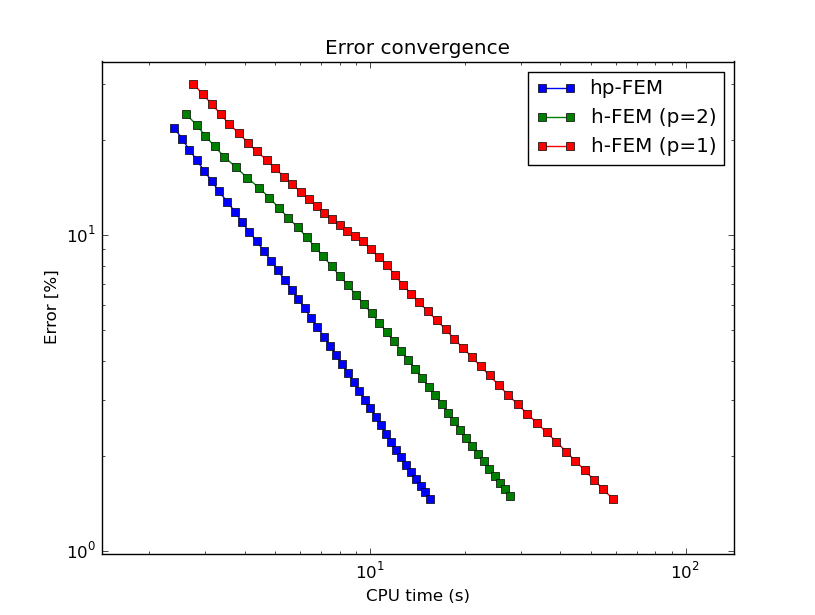 Error convergence
hp-FEM
h-FEM (p=2)
h-FEM (p=1)
10^1
Error [%]
10^0
10^1
10^2
CPU time (s)